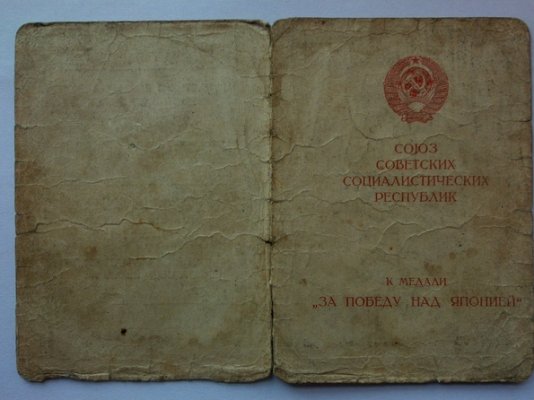 СОЮЗ
СОВЕТСКИХ
СОЦИАЛИСТИЧЕСКИХ
РЕСПУБЛИК
К МЕДАЛИ
„ЗА ПОБЕДУ НАД ЯПОНИЕЙ“